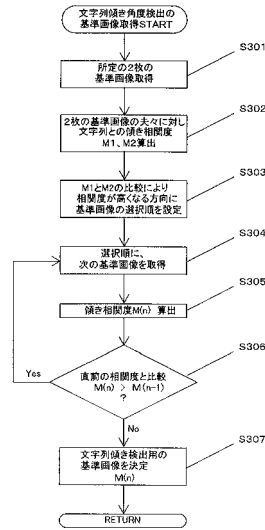 文字列傾き角度検出の
基準画像取得START
S301
所定の2枚の
基準画像取得
S302
2枚の基準画像の夫々に対し
文字列との傾き相関度
M1、M2算出
S303
M1とM2の比較により
相関度が高くなる方向に
基準画像の選択順を設定
S304
選択順に、
次の基準画像を取得
S305
傾き相関度M(n) 算出
S306
Yes
直前の相関度と比較
M(n) > M(n-1)
?
No
S307
文字列傾き検出用の
基準画像を決定
M(n)
RETURN